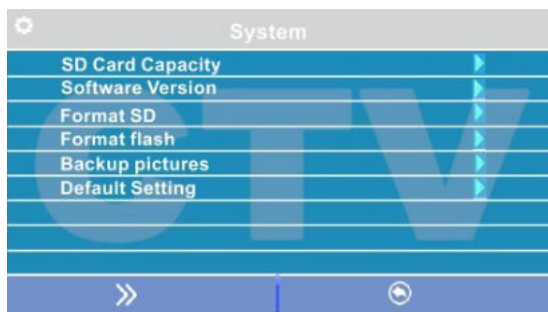 System
SD Card Capacity
Software Version
Format SD
Format flash
Backup pictures
Default Setting
CTV